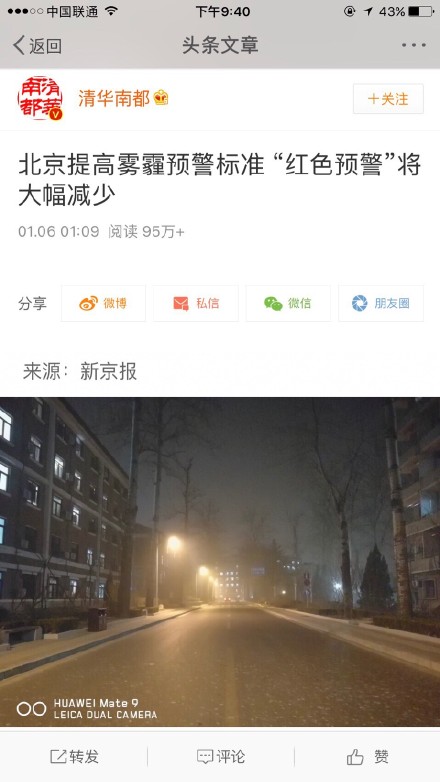 中国联通 下午9:40 43%
返回 头条文章
清华南都 +关注
北京提高雾霾预警标准 “红色预警”将
大幅减少
01.06 01:09 阅读 95万+
分享 微博 私信 微信 朋友圈
来源：新京报
HUAWEI Mate 9
LEICA DUAL CAMERA
转发 评论 赞